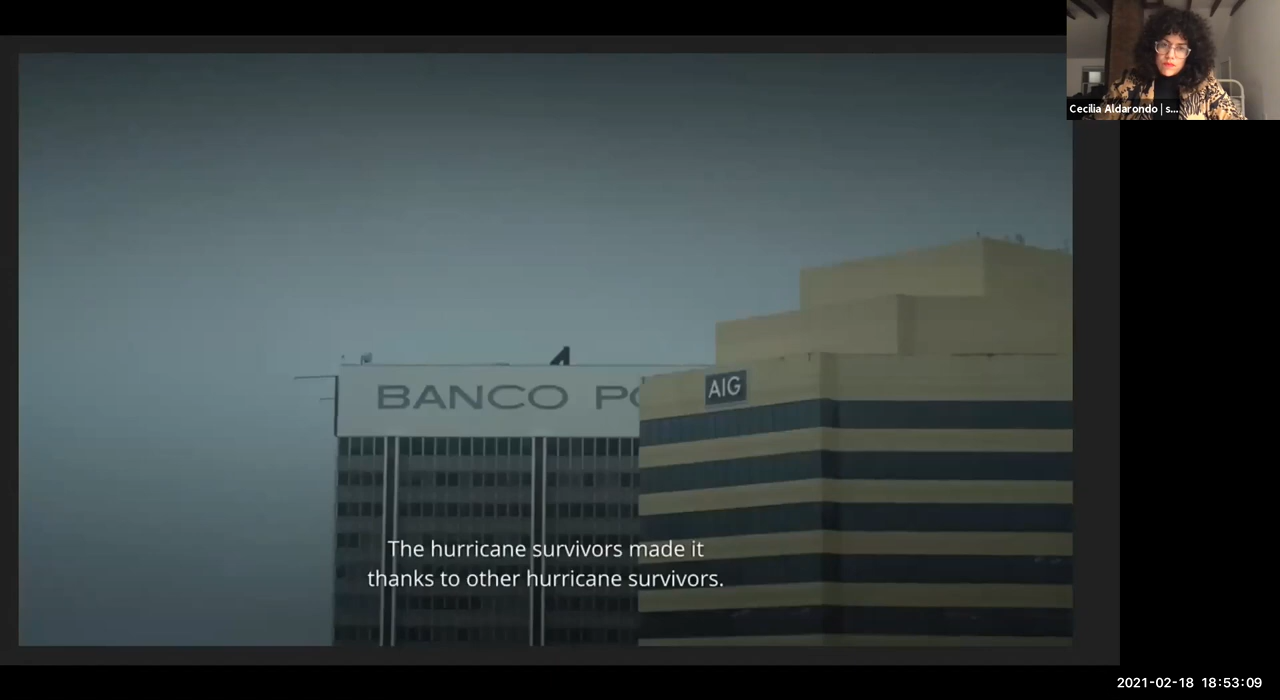 Cecilia Aldarondo | s...
BANCO PO
AIG
The hurricane survivors made it
thanks to other hurricane survivors.
2021-02-18 18:53:09